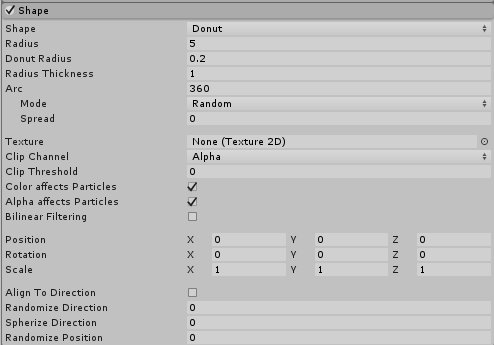 Shape
Shape Donut
Radius 5
Donut Radius 0.2
Radius Thickness 1
Arc 360
Mode Random
Spread 0
Texture None (Texture 2D)
Clip Channel Alpha
Clip Threshold 0
Color affects Particles
Alpha affects Particles
Bilinear Filtering
Position X 0 Y 0 Z 0
Rotation X 0 Y 0 Z 0
Scale X 1 Y 1 Z 1
Align To Direction
Randomize Direction 0
Spherize Direction 0
Randomize Position 0